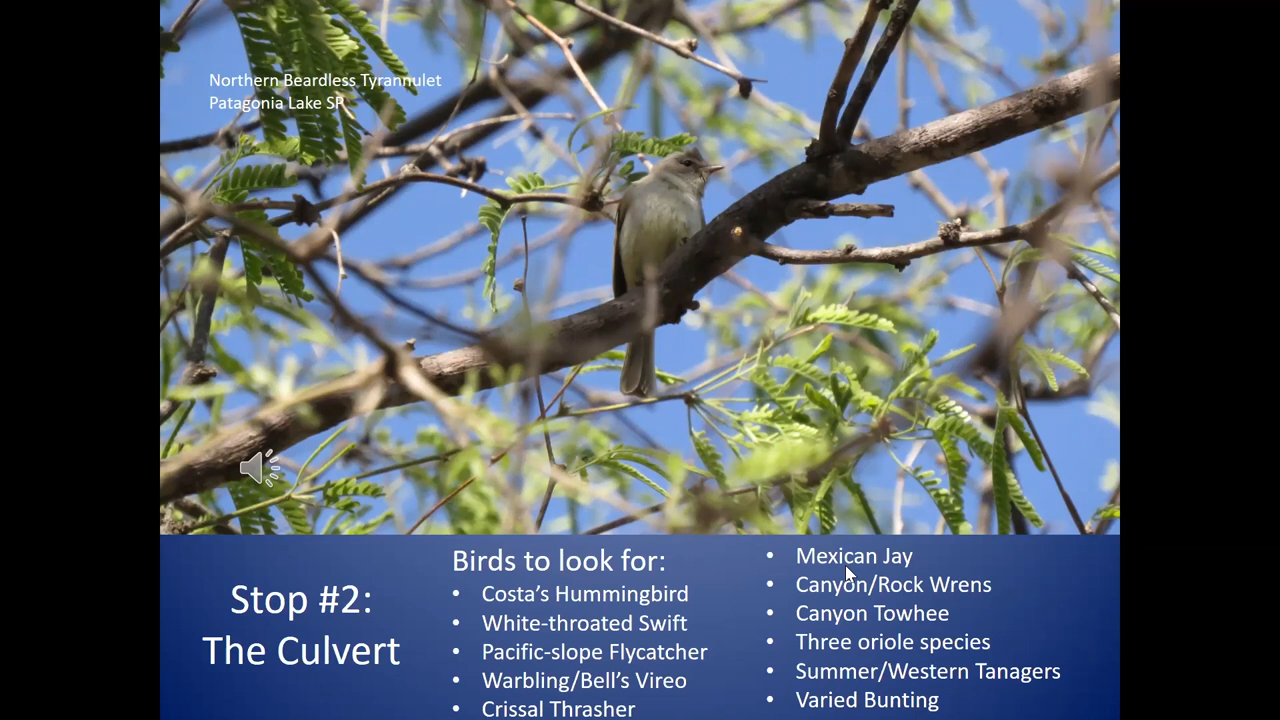 Northern Beardless Tyrannulet
Patagonia Lake SP
Stop #2:
The Culvert
Birds to look for:
• Costa's Hummingbird
• White-throated Swift
• Pacific-slope Flycatcher
• Warbling/Bell's Vireo
• Crissal Thrasher
• Mexican Jay
• Canyon/Rock Wrens
• Canyon Towhee
• Three oriole species
• Summer/Western Tanagers
• Varied Bunting